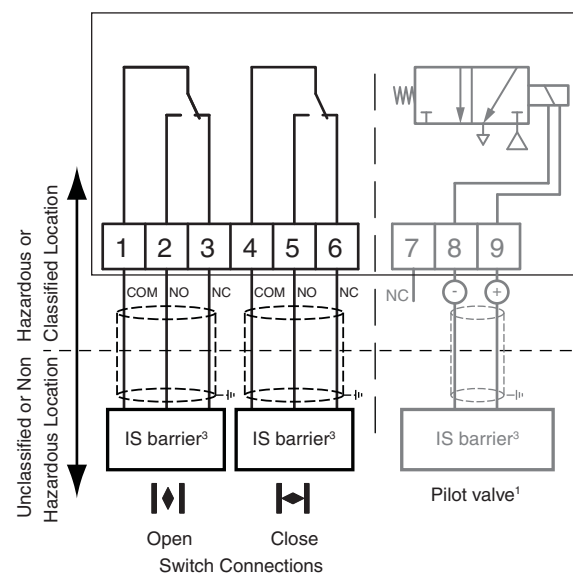 1 2 3 4 5 6 7 8 9
COM NO NC COM NO NC NC - +
Hazardous or
Classified Location
Unclassified or Non
Hazardous Location
IS barrier³ IS barrier³ IS barrier³
Pilot valve¹
Open Close
Switch Connections